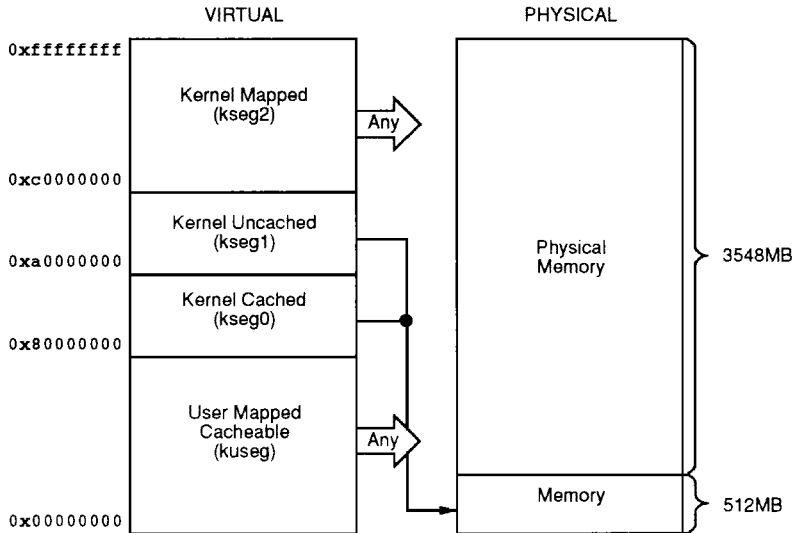 VIRTUAL
PHYSICAL
0xffffffff
Kernel Mapped
(kseg2)
Any
0xc0000000
Kernel Uncached
(kseg1)
0xa0000000
Kernel Cached
(kseg0)
0x80000000
User Mapped
Cacheable
(kuseg)
Any
0x00000000
Physical
Memory
3548MB
Memory
512MB